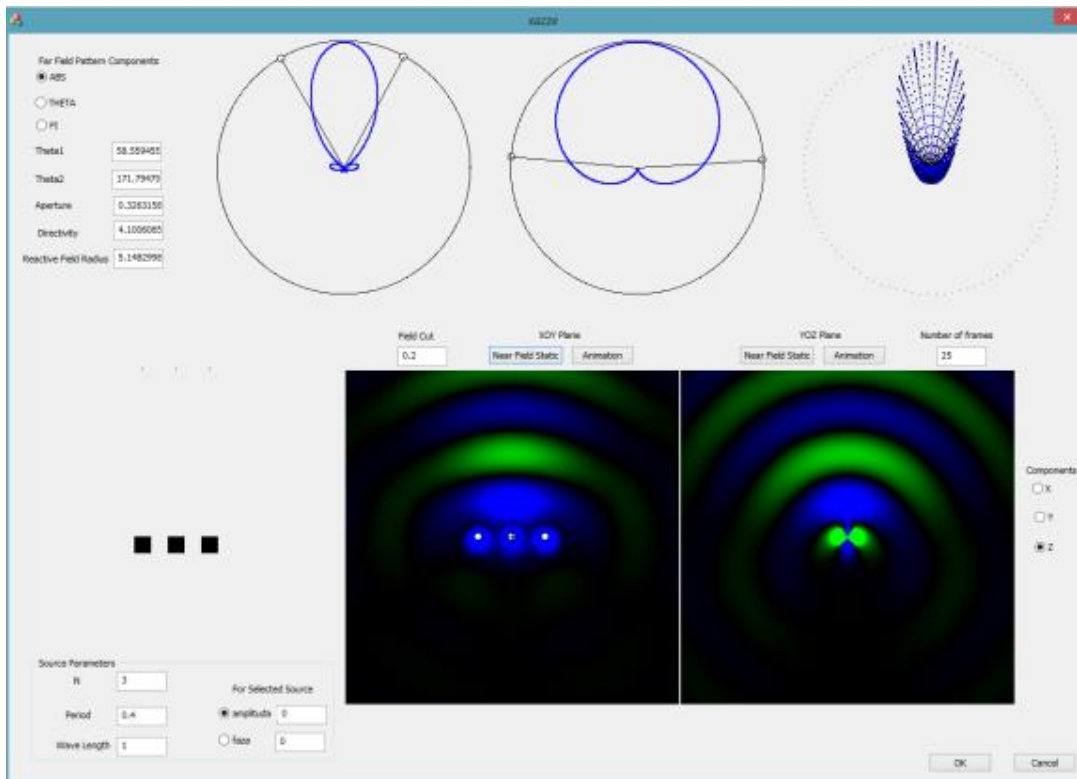 Far Field Pattern Components
ABS
THETA
FI
Theta1 58.559455
Theta2 171.79479
Aperture 0.3263158
Directivity 4.1006065
Reactive Field Radius 5.1482998
Field Cut
0.2
XOY Plane
Near Field Static Animation
YOZ Plane
Near Field Static Animation
Number of frames
25
Components
X
Y
Z
Source Parameters
N 3
Period 0.4
Wave Length 1
For Selected Source
amplituda 0
faza 0
OK Cancel